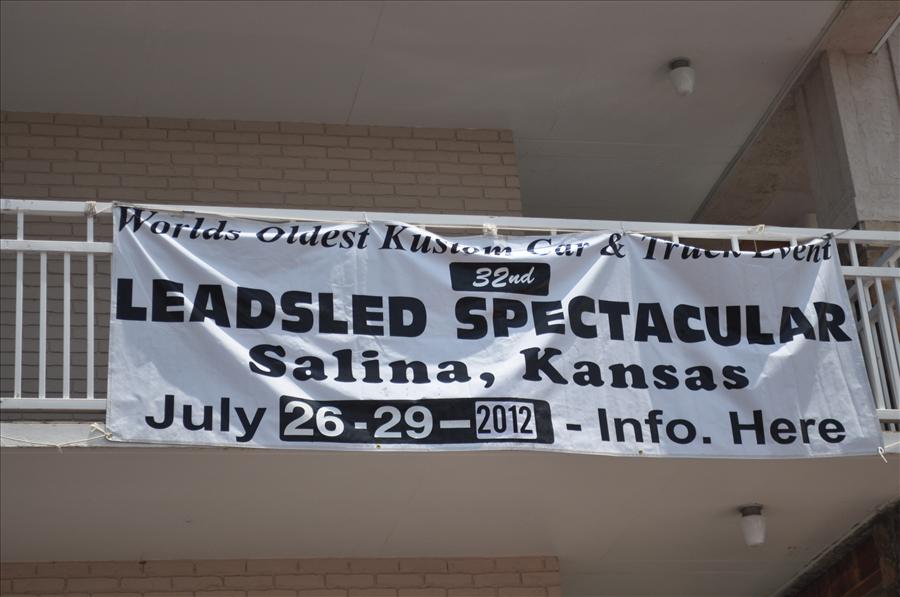 Worlds Oldest Kustom Car & Truck Event
32nd
LEADSLED SPECTACULAR
Salina, Kansas
July 26-29-2012 - Info. Here